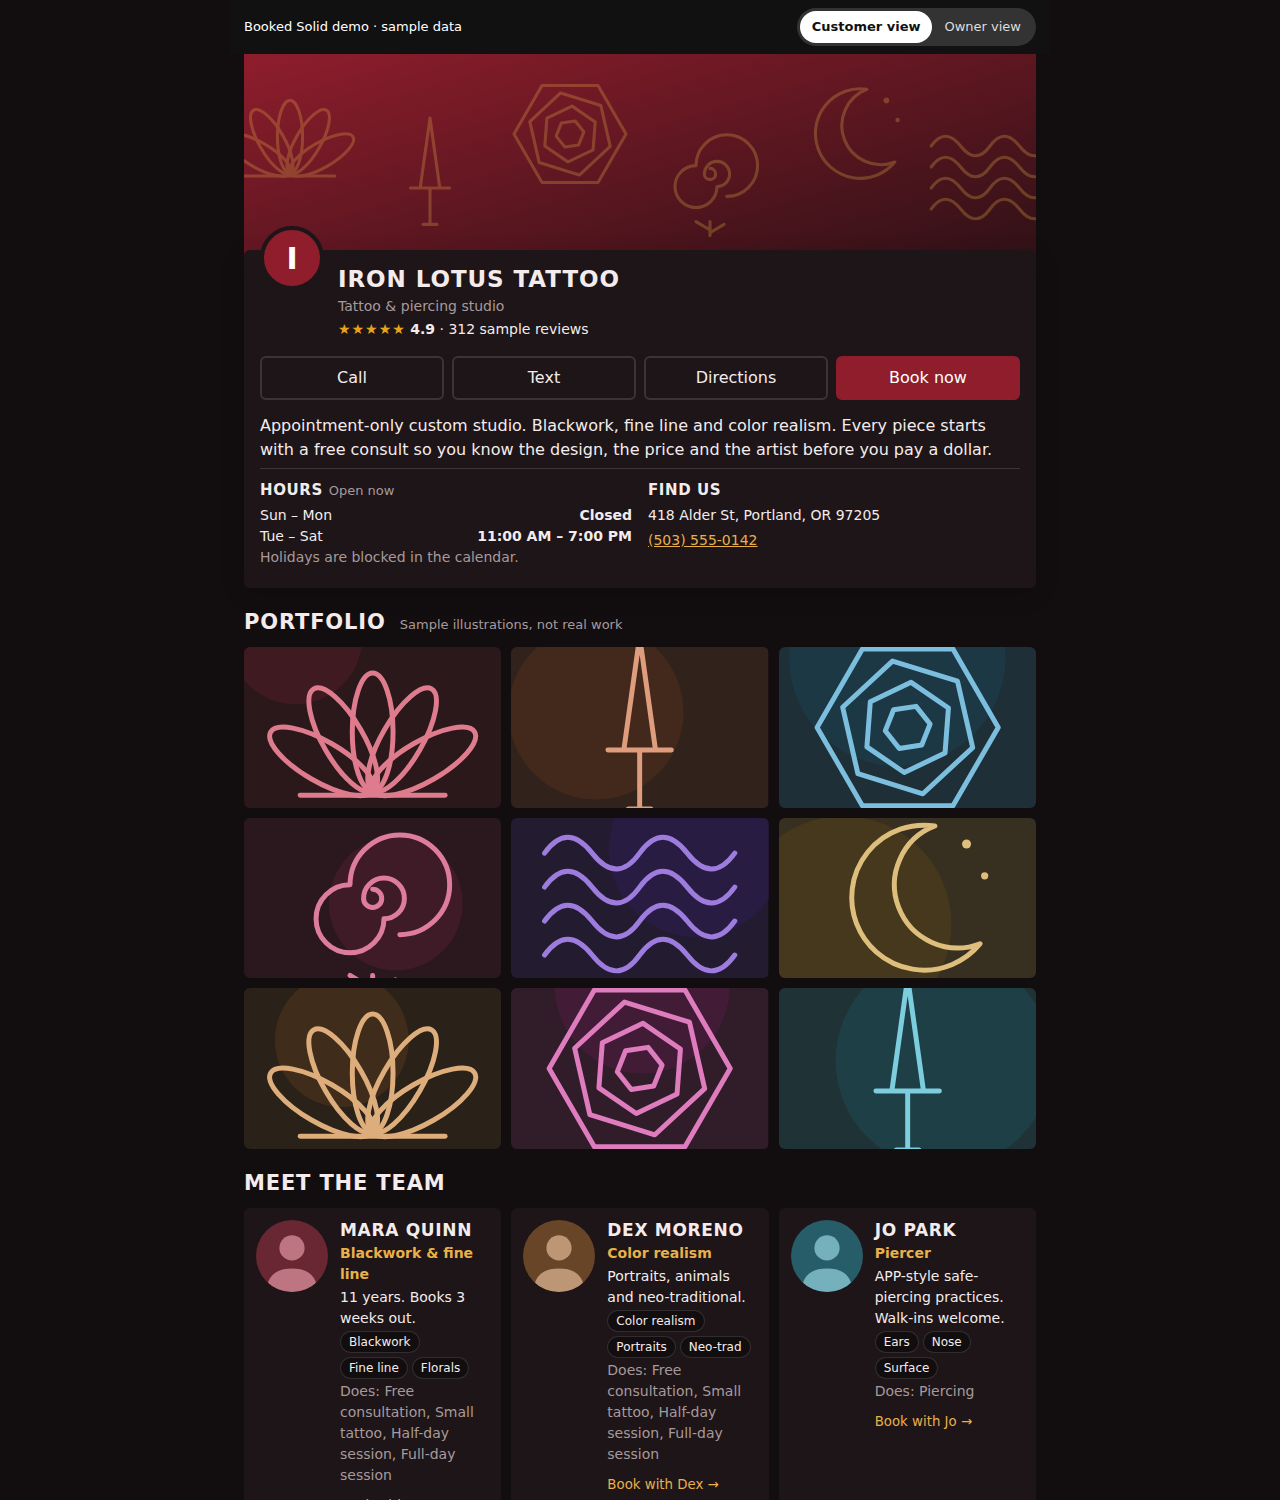 Booked Solid demo · sample data
Customer view
Owner view
I
IRON LOTUS TATTOO
Tattoo & piercing studio
★★★★★ 4.9 · 312 sample reviews
Call
Text
Directions
Book now
Appointment-only custom studio. Blackwork, fine line and color realism. Every piece starts
with a free consult so you know the design, the price and the artist before you pay a dollar.
HOURS Open now
Sun – Mon Closed
Tue – Sat 11:00 AM – 7:00 PM
Holidays are blocked in the calendar.
FIND US
418 Alder St, Portland, OR 97205
(503) 555-0142
PORTFOLIO Sample illustrations, not real work
MEET THE TEAM
MARA QUINN
Blackwork & fine
line
11 years. Books 3
weeks out.
Blackwork
Fine line Florals
Does: Free
consultation, Small
tattoo, Half-day
session, Full-day
session
DEX MORENO
Color realism
Portraits, animals
and neo-traditional.
Color realism
Portraits Neo-trad
Does: Free
consultation, Small
tattoo, Half-day
session, Full-day
session
Book with Dex →
JO PARK
Piercer
APP-style safe-
piercing practices.
Walk-ins welcome.
Ears Nose
Surface
Does: Piercing
Book with Jo →